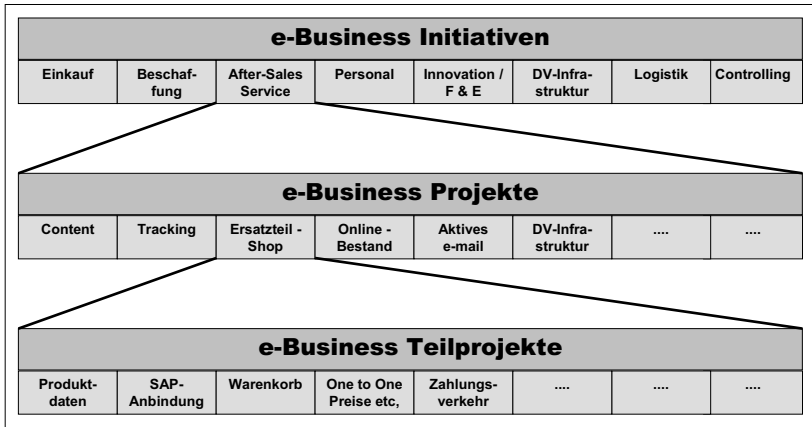 e-Business Initiativen
Einkauf
Beschaf-
fung
After-Sales
Service
Personal
Innovation /
F & E
DV-Infra-
struktur
Logistik
Controlling
e-Business Projekte
Content
Tracking
Ersatzteil -
Shop
Online -
Bestand
Aktives
e-mail
DV-Infra-
struktur
....
....
e-Business Teilprojekte
Produkt-
daten
SAP-
Anbindung
Warenkorb
One to One
Preise etc,
Zahlungs-
verkehr
....
....
....